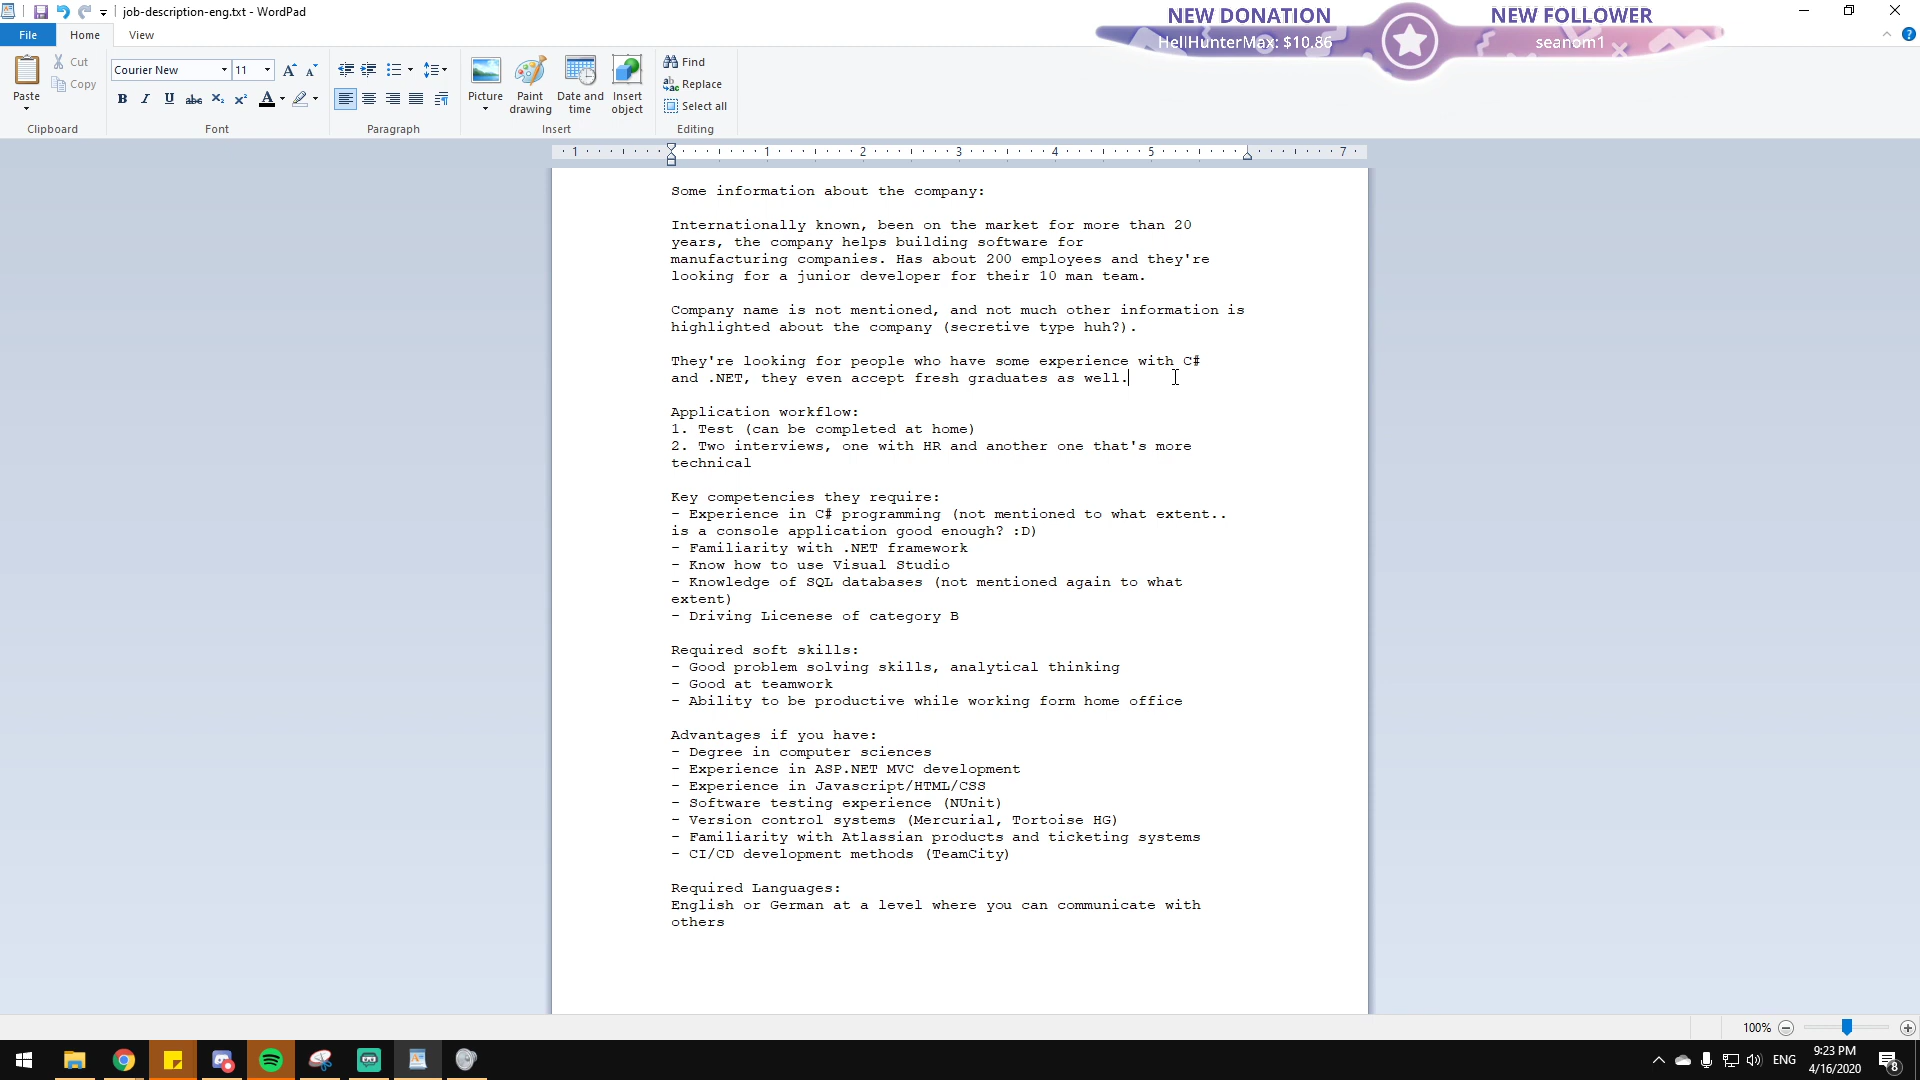 job-description-eng.txt - WordPad
NEW DONATION
HellHunterMax: $10.86
NEW FOLLOWER
seanom1
File Home View
Paste
Cut
Copy
Clipboard
Courier New 11
B I U abc X₂ X² A
Font
Paragraph
Picture
Paint drawing
Date and time
Insert object
Insert
Find
Replace
Select all
Editing
1 1 2 3 4 5 7
Some information about the company:
Internationally known, been on the market for more than 20
years, the company helps building software for
manufacturing companies. Has about 200 employees and they're
looking for a junior developer for their 10 man team.
Company name is not mentioned, and not much other information is
highlighted about the company (secretive type huh?).
They're looking for people who have some experience with C#
and .NET, they even accept fresh graduates as well.
Application workflow:
1. Test (can be completed at home)
2. Two interviews, one with HR and another one that's more
technical
Key competencies they require:
- Experience in C# programming (not mentioned to what extent..
is a console application good enough? :D)
- Familiarity with .NET framework
- Know how to use Visual Studio
- Knowledge of SQL databases (not mentioned again to what
extent)
- Driving Licenese of category B
Required soft skills:
- Good problem solving skills, analytical thinking
- Good at teamwork
- Ability to be productive while working form home office
Advantages if you have:
- Degree in computer sciences
- Experience in ASP.NET MVC development
- Experience in Javascript/HTML/CSS
- Software testing experience (NUnit)
- Version control systems (Mercurial, Tortoise HG)
- Familiarity with Atlassian products and ticketing systems
- CI/CD development methods (TeamCity)
Required Languages:
English or German at a level where you can communicate with
others
100%
ENG
9:23 PM
4/16/2020
8